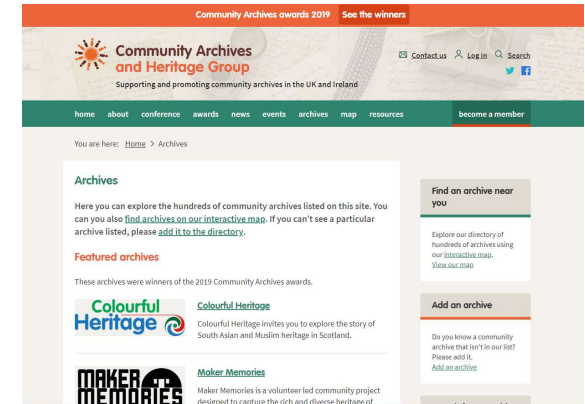 Community Archives awards 2019 See the winners
Community Archives
and Heritage Group
Supporting and promoting community archives in the UK and Ireland
Contact us Log In Search
home about conference awards news events archives map resources become a member
You are here: Home > Archives
Archives
Here you can explore the hundreds of community archives listed on this site. You
can you also find archives on our interactive map. If you can't see a particular
archive listed, please add it to the directory.
Featured archives
These archives were winners of the 2019 Community Archives awards.
Colourful
Heritage
Colourful Heritage
Colourful Heritage invites you to explore the story of
South Asian and Muslim heritage in Scotland.
MAKER
MEMORIES
Maker Memories
Maker Memories is a volunteer led community project
designed to capture the rich and diverse heritage of
Find an archive near
you
Explore our directory of
hundreds of archives using
our interactive map.
View our map
Add an archive
Do you know a community
archive that isn't in our list?
Please add it.
Add an archive